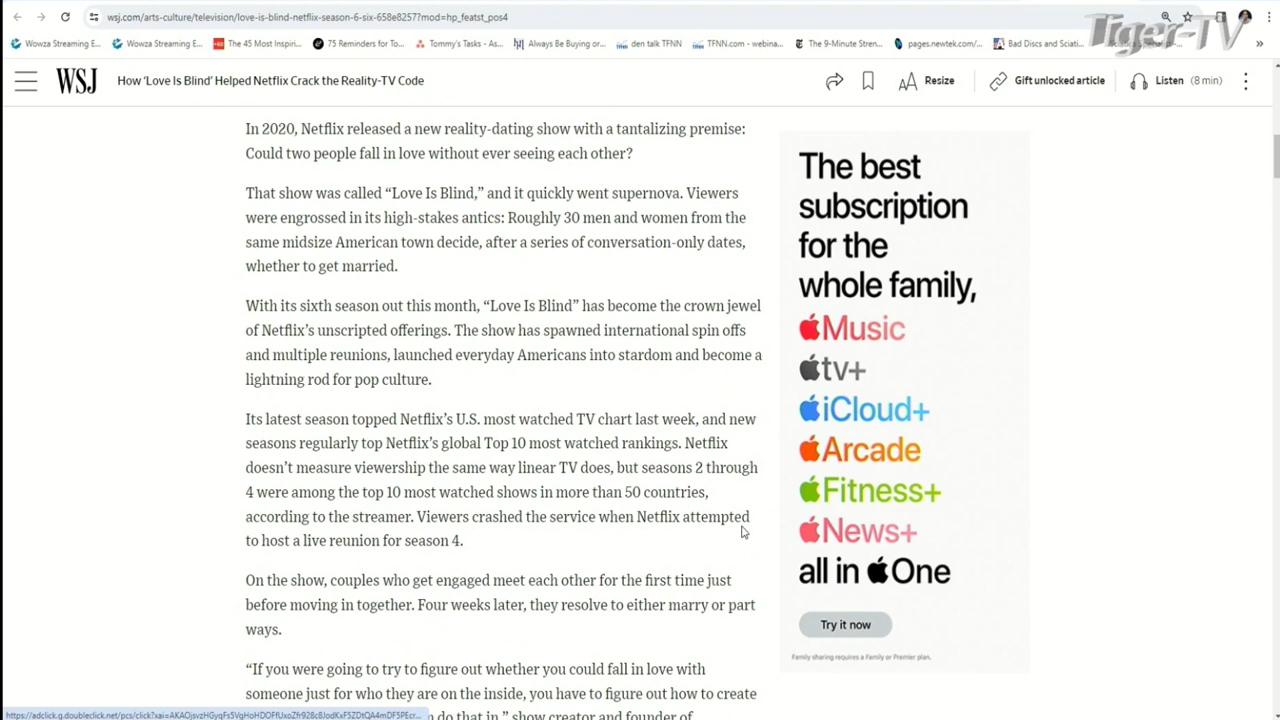 wsj.com/arts-culture/television/love-is-blind-netflix-season-6-six-658e8257?mod=hp_featst_pos4
Tiger-TV
Wowza Streaming E...
Wowza Streaming E...
The 45 Most Inspiri...
75 Reminders for To...
Tommy's Tasks - As...
Always Be Buying or...
den talk TFNN
TFNN.com - webina...
The 9-Minute Stren...
pages.newtek.com/...
Bad Discs and Sciati...
WSJ
How ‘Love Is Blind’ Helped Netflix Crack the Reality-TV Code
Resize
Gift unlocked article
Listen (8 min)
In 2020, Netflix released a new reality-dating show with a tantalizing premise:
Could two people fall in love without ever seeing each other?
That show was called “Love Is Blind,” and it quickly went supernova. Viewers
were engrossed in its high-stakes antics: Roughly 30 men and women from the
same midsize American town decide, after a series of conversation-only dates,
whether to get married.
With its sixth season out this month, “Love Is Blind” has become the crown jewel
of Netflix’s unscripted offerings. The show has spawned international spin offs
and multiple reunions, launched everyday Americans into stardom and become a
lightning rod for pop culture.
Its latest season topped Netflix’s U.S. most watched TV chart last week, and new
seasons regularly top Netflix’s global Top 10 most watched rankings. Netflix
doesn’t measure viewership the same way linear TV does, but seasons 2 through
4 were among the top 10 most watched shows in more than 50 countries,
according to the streamer. Viewers crashed the service when Netflix attempted
to host a live reunion for season 4.
On the show, couples who get engaged meet each other for the first time just
before moving in together. Four weeks later, they resolve to either marry or part
ways.
“If you were going to try to figure out whether you could fall in love with
someone just for who they are on the inside, you have to figure out how to create
n do that in,” show creator and founder of
The best
subscription
for the
whole family,
Music
tv+
iCloud+
Arcade
Fitness+
News+
all in One
Try it now
Family sharing requires a Family or Premier plan.